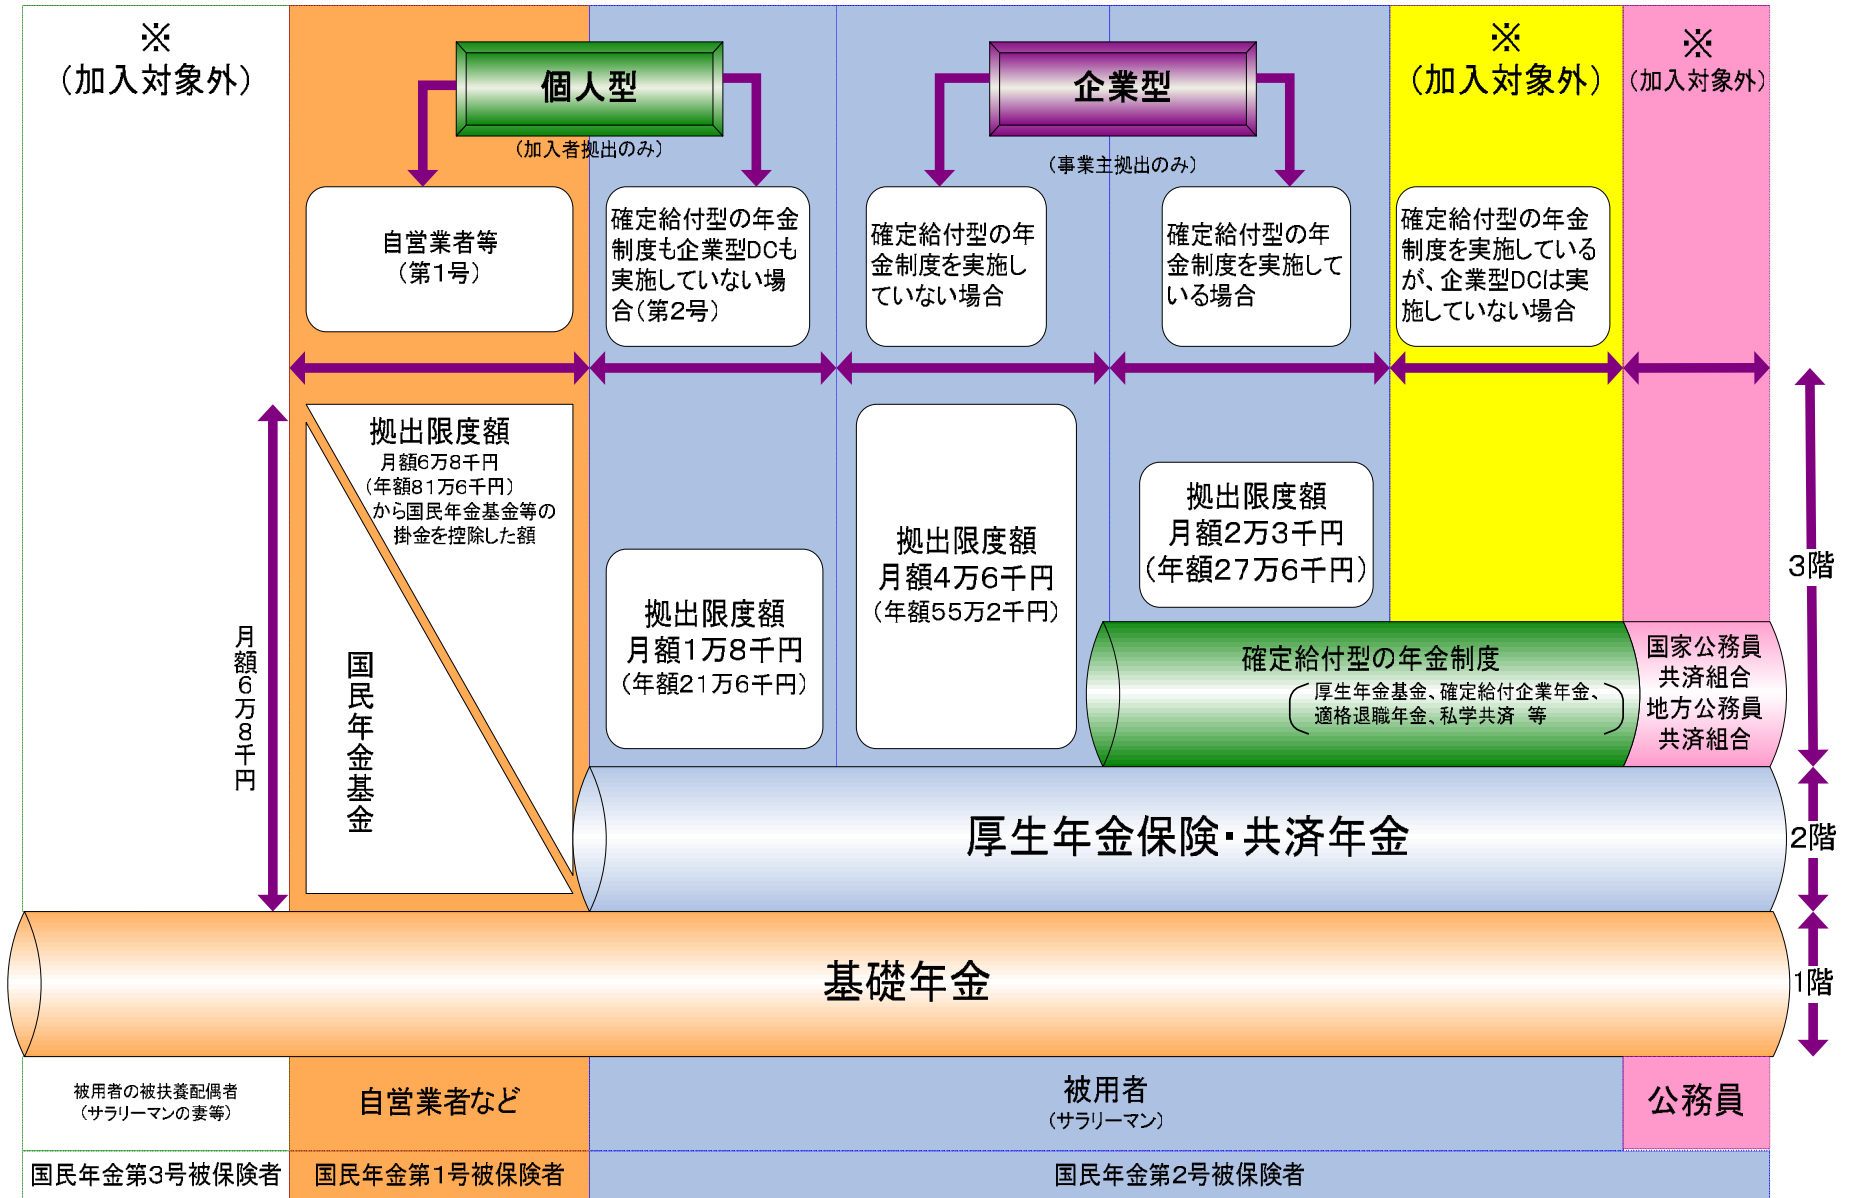 ※
（加入対象外）
個人型
（加入者拠出のみ）
企業型
（事業主拠出のみ）
※
（加入対象外）
※
（加入対象外）
自営業者等
（第１号）
確定給付型の年金
制度も企業型DCも
実施していない場
合（第２号）
確定給付型の年
金制度を実施し
ていない場合
確定給付型の年
金制度を実施して
いる場合
確定給付型の年金
制度を実施している
が、企業型DCは実
施していない場合
拠出限度額
月額6万8千円
（年額81万6千円）
から国民年金基金等の
掛金を控除した額
国民年金基金
月額6万8千円
拠出限度額
月額1万8千円
（年額21万6千円）
拠出限度額
月額4万6千円
（年額55万2千円）
拠出限度額
月額2万3千円
（年額27万6千円）
確定給付型の年金制度
厚生年金基金、確定給付企業年金、
適格退職年金、私学共済 等
国家公務員
共済組合
地方公務員
共済組合
3階
厚生年金保険・共済年金
2階
基礎年金
1階
被用者の被扶養配偶者
（サラリーマンの妻等）
自営業者など
被用者
（サラリーマン）
公務員
国民年金第3号被保険者
国民年金第1号被保険者
国民年金第2号被保険者